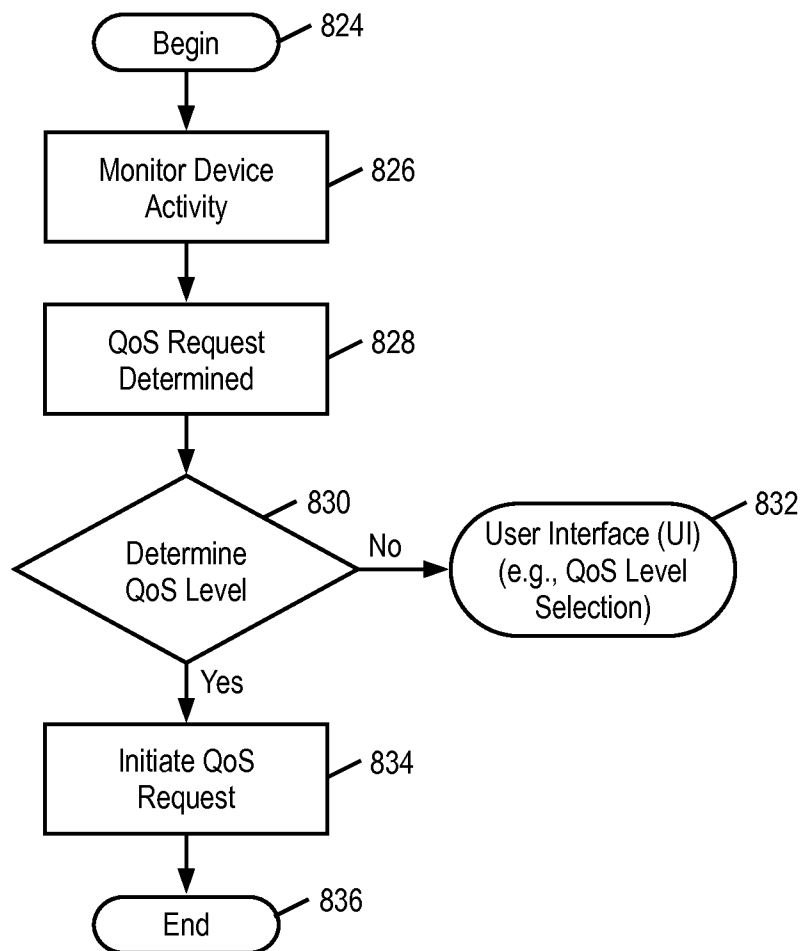 Begin
824
Monitor Device
Activity
826
QoS Request
Determined
828
830
Determine
QoS Level
No
User Interface (UI)
(e.g., QoS Level
Selection)
832
Yes
Initiate QoS
Request
834
End
836